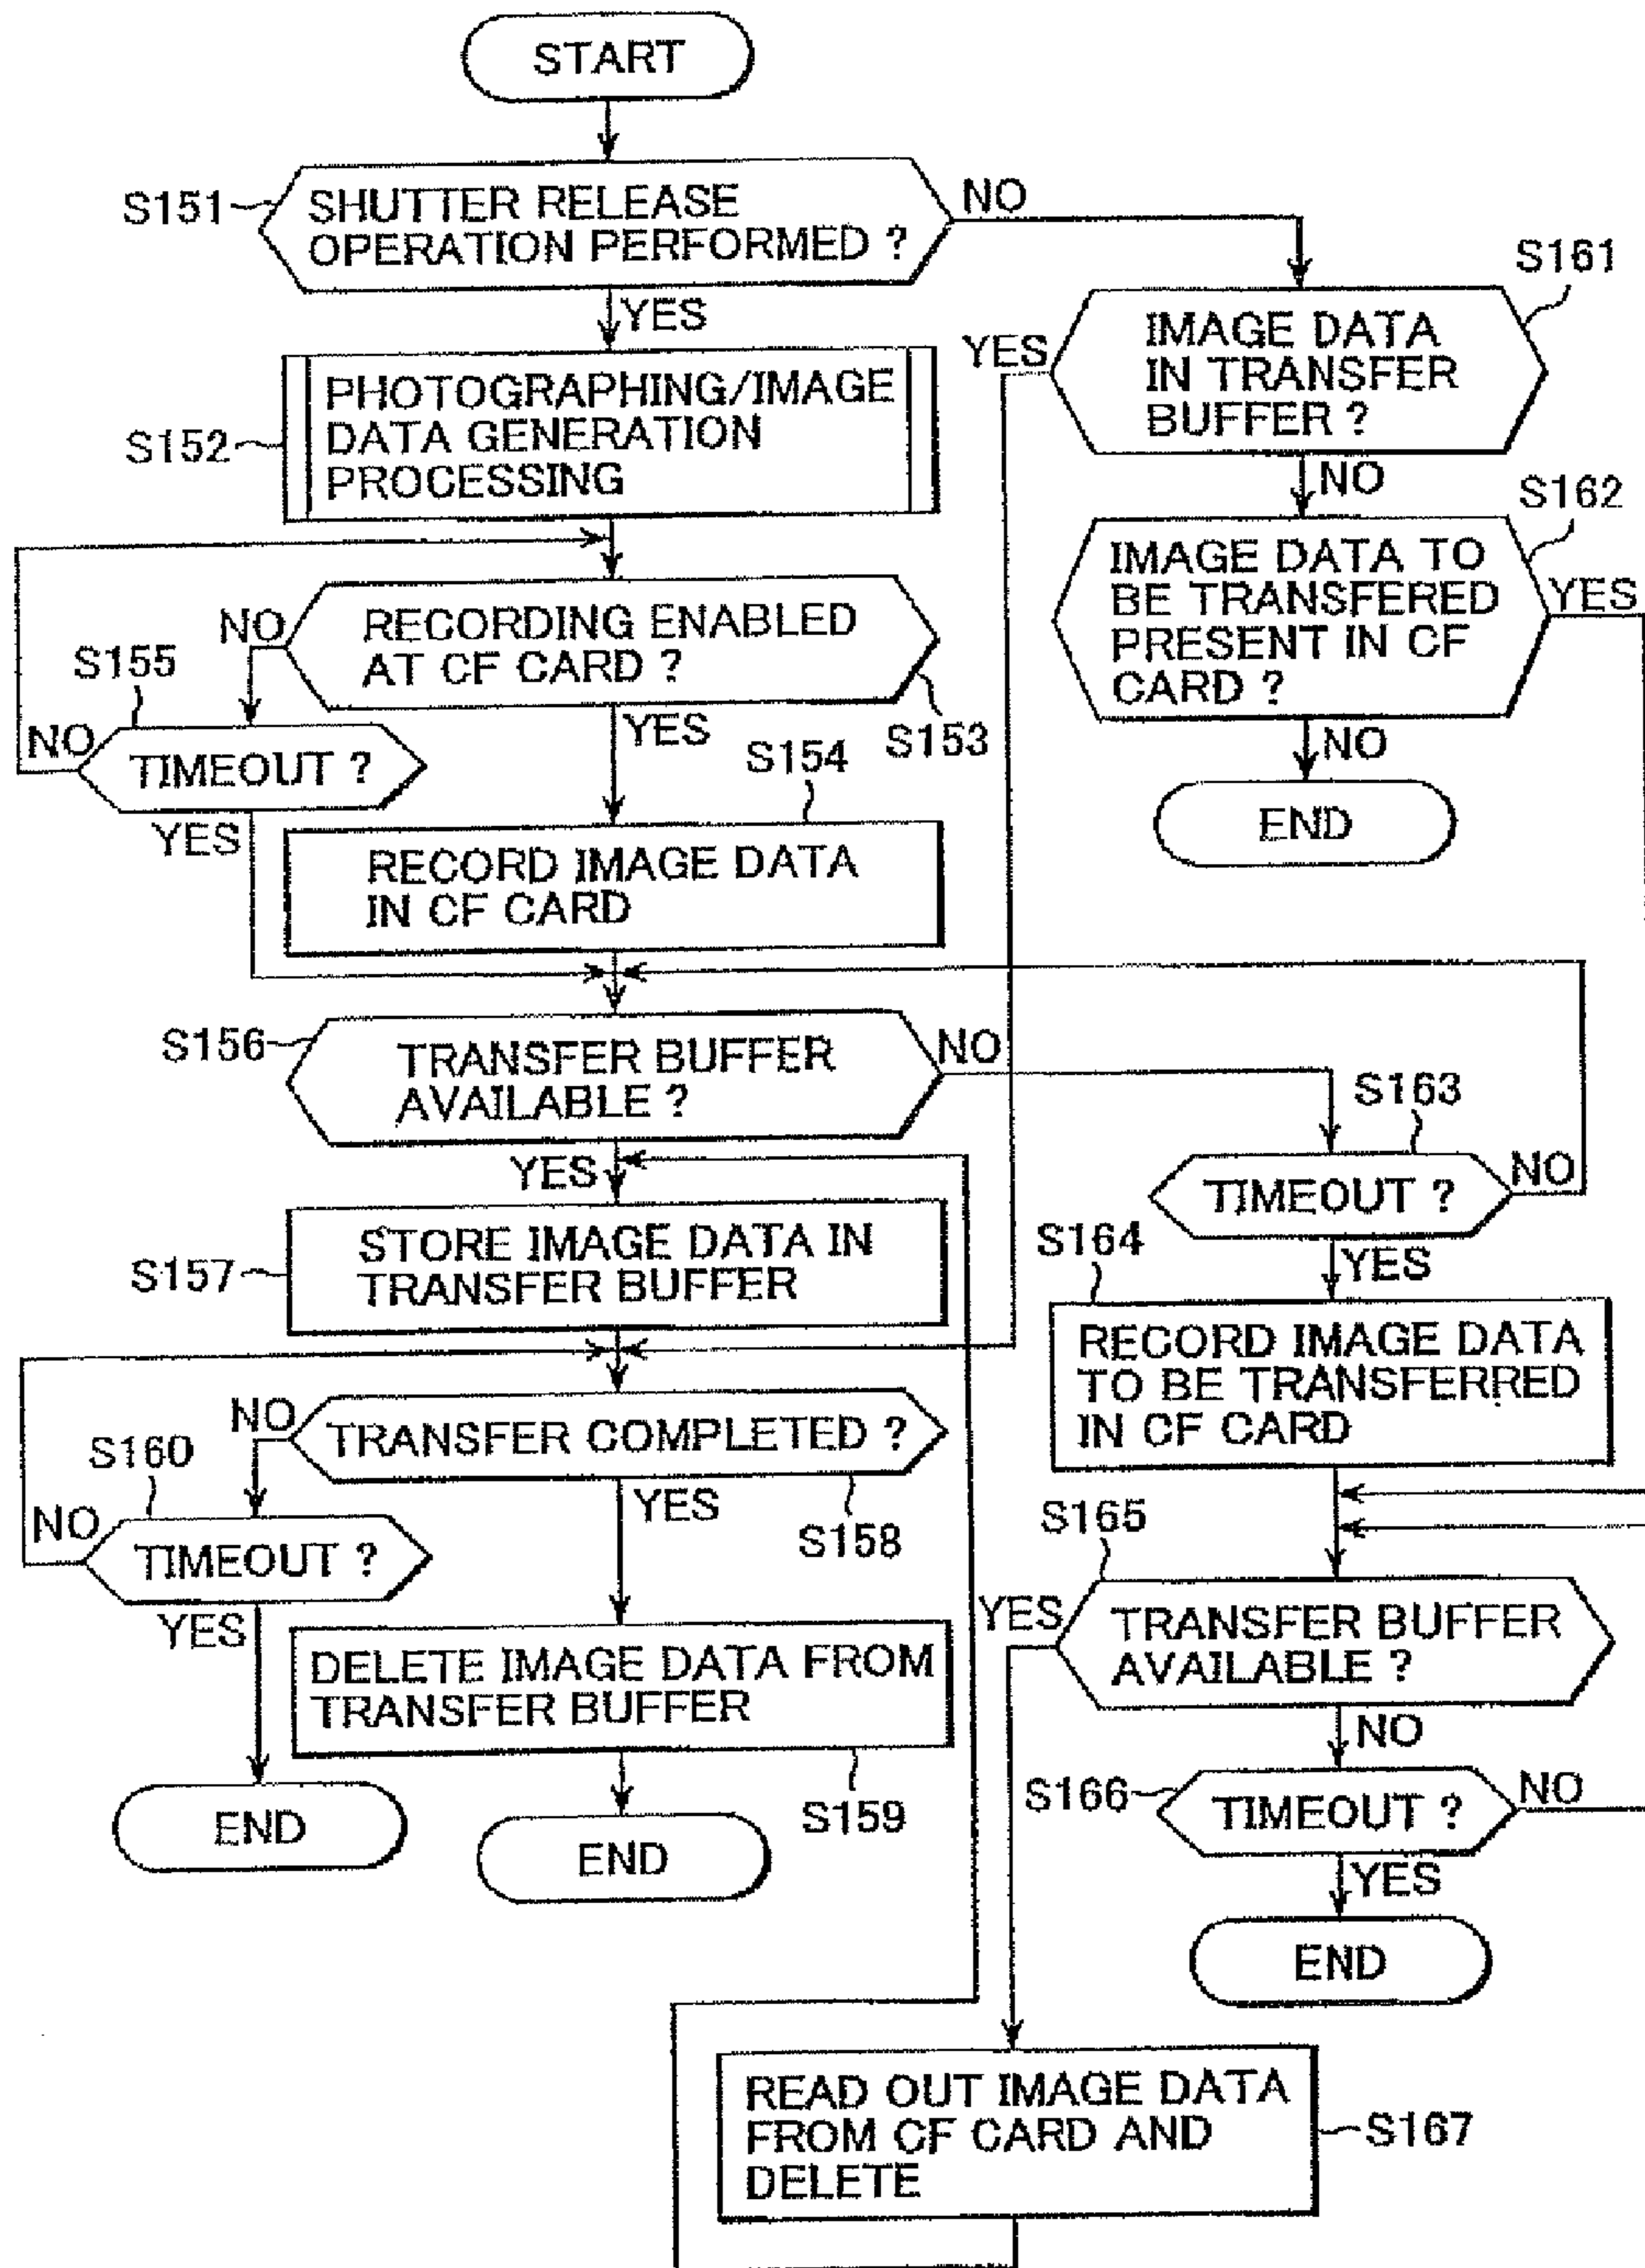 START
S151
SHUTTER RELEASE
OPERATION PERFORMED ?
NO
YES
S152
PHOTOGRAPHING/IMAGE
DATA GENERATION
PROCESSING
RECORDING ENABLED
AT CF CARD ?
NO
YES
S153
S155
TIMEOUT ?
NO
YES
S154
RECORD IMAGE DATA
IN CF CARD
S156
TRANSFER BUFFER
AVAILABLE ?
NO
YES
S157
STORE IMAGE DATA IN
TRANSFER BUFFER
TRANSFER COMPLETED ?
NO
YES
S158
S160
TIMEOUT ?
NO
YES
END
DELETE IMAGE DATA FROM
TRANSFER BUFFER
S159
END
S161
IMAGE DATA
IN TRANSFER
BUFFER ?
YES
NO
S162
IMAGE DATA TO
BE TRANSFERED
PRESENT IN CF
CARD ?
YES
NO
END
S163
TIMEOUT ?
NO
YES
S164
RECORD IMAGE DATA
TO BE TRANSFERRED
IN CF CARD
S165
TRANSFER BUFFER
AVAILABLE ?
YES
NO
S166
TIMEOUT ?
NO
YES
END
READ OUT IMAGE DATA
FROM CF CARD AND
DELETE
S167